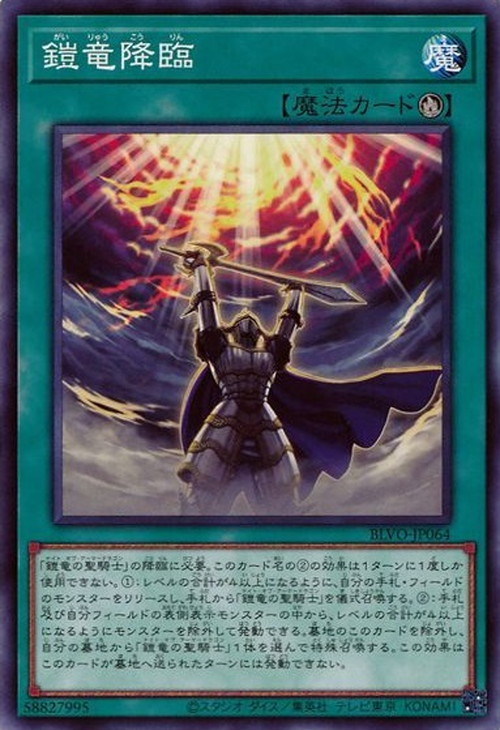 がい りゅう こう りん
鎧竜降臨
魔
ま ほう
【魔法カード】
BLVO-JP064
「鎧竜の聖騎士」の降臨に必要。このカード名の②の効果は1ターンに1度しか
使用できない。①：レベルの合計が4以上になるように、自分の手札・フィールド
のモンスターをリリースし、手札から「鎧竜の聖騎士」を儀式召喚する。②：手札
及び自分フィールドの表側表示モンスターの中から、レベルの合計が4以上
になるようにモンスターを除外して発動できる。墓地のこのカードを除外し、
自分の墓地から「鎧竜の聖騎士」1体を選んで特殊召喚する。この効果は
このカードが墓地へ送られたターンには発動できない。
58827995
©スタジオ・ダイス／集英社 テレビ東京 KONAMI